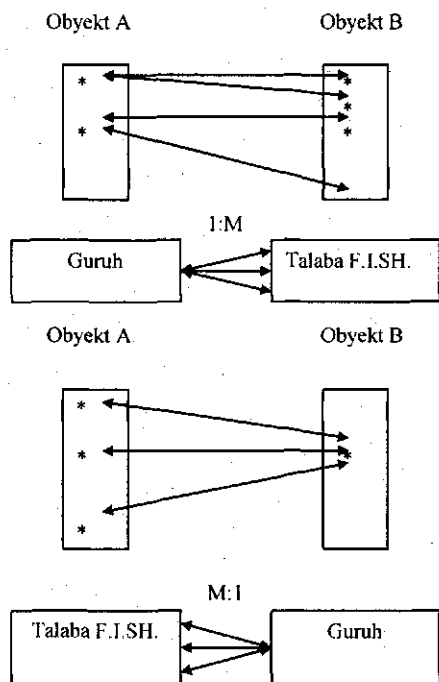 Obyekt A Obyekt B
* *
*
* *
1:M
Guruh Talaba F.I.SH.
Obyekt A Obyekt B
*
* *
*
M:1
Talaba F.I.SH. Guruh